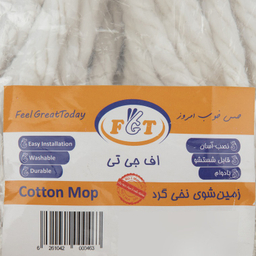 FeelGreatToday
حس خوب امروز
FGT
Easy Installation
Washable
Durable
اف جی تی
نصب آسان
قابل شستشو
بادوام
Cotton Mop
زمین شوی نخی گرد
6 261042 000463